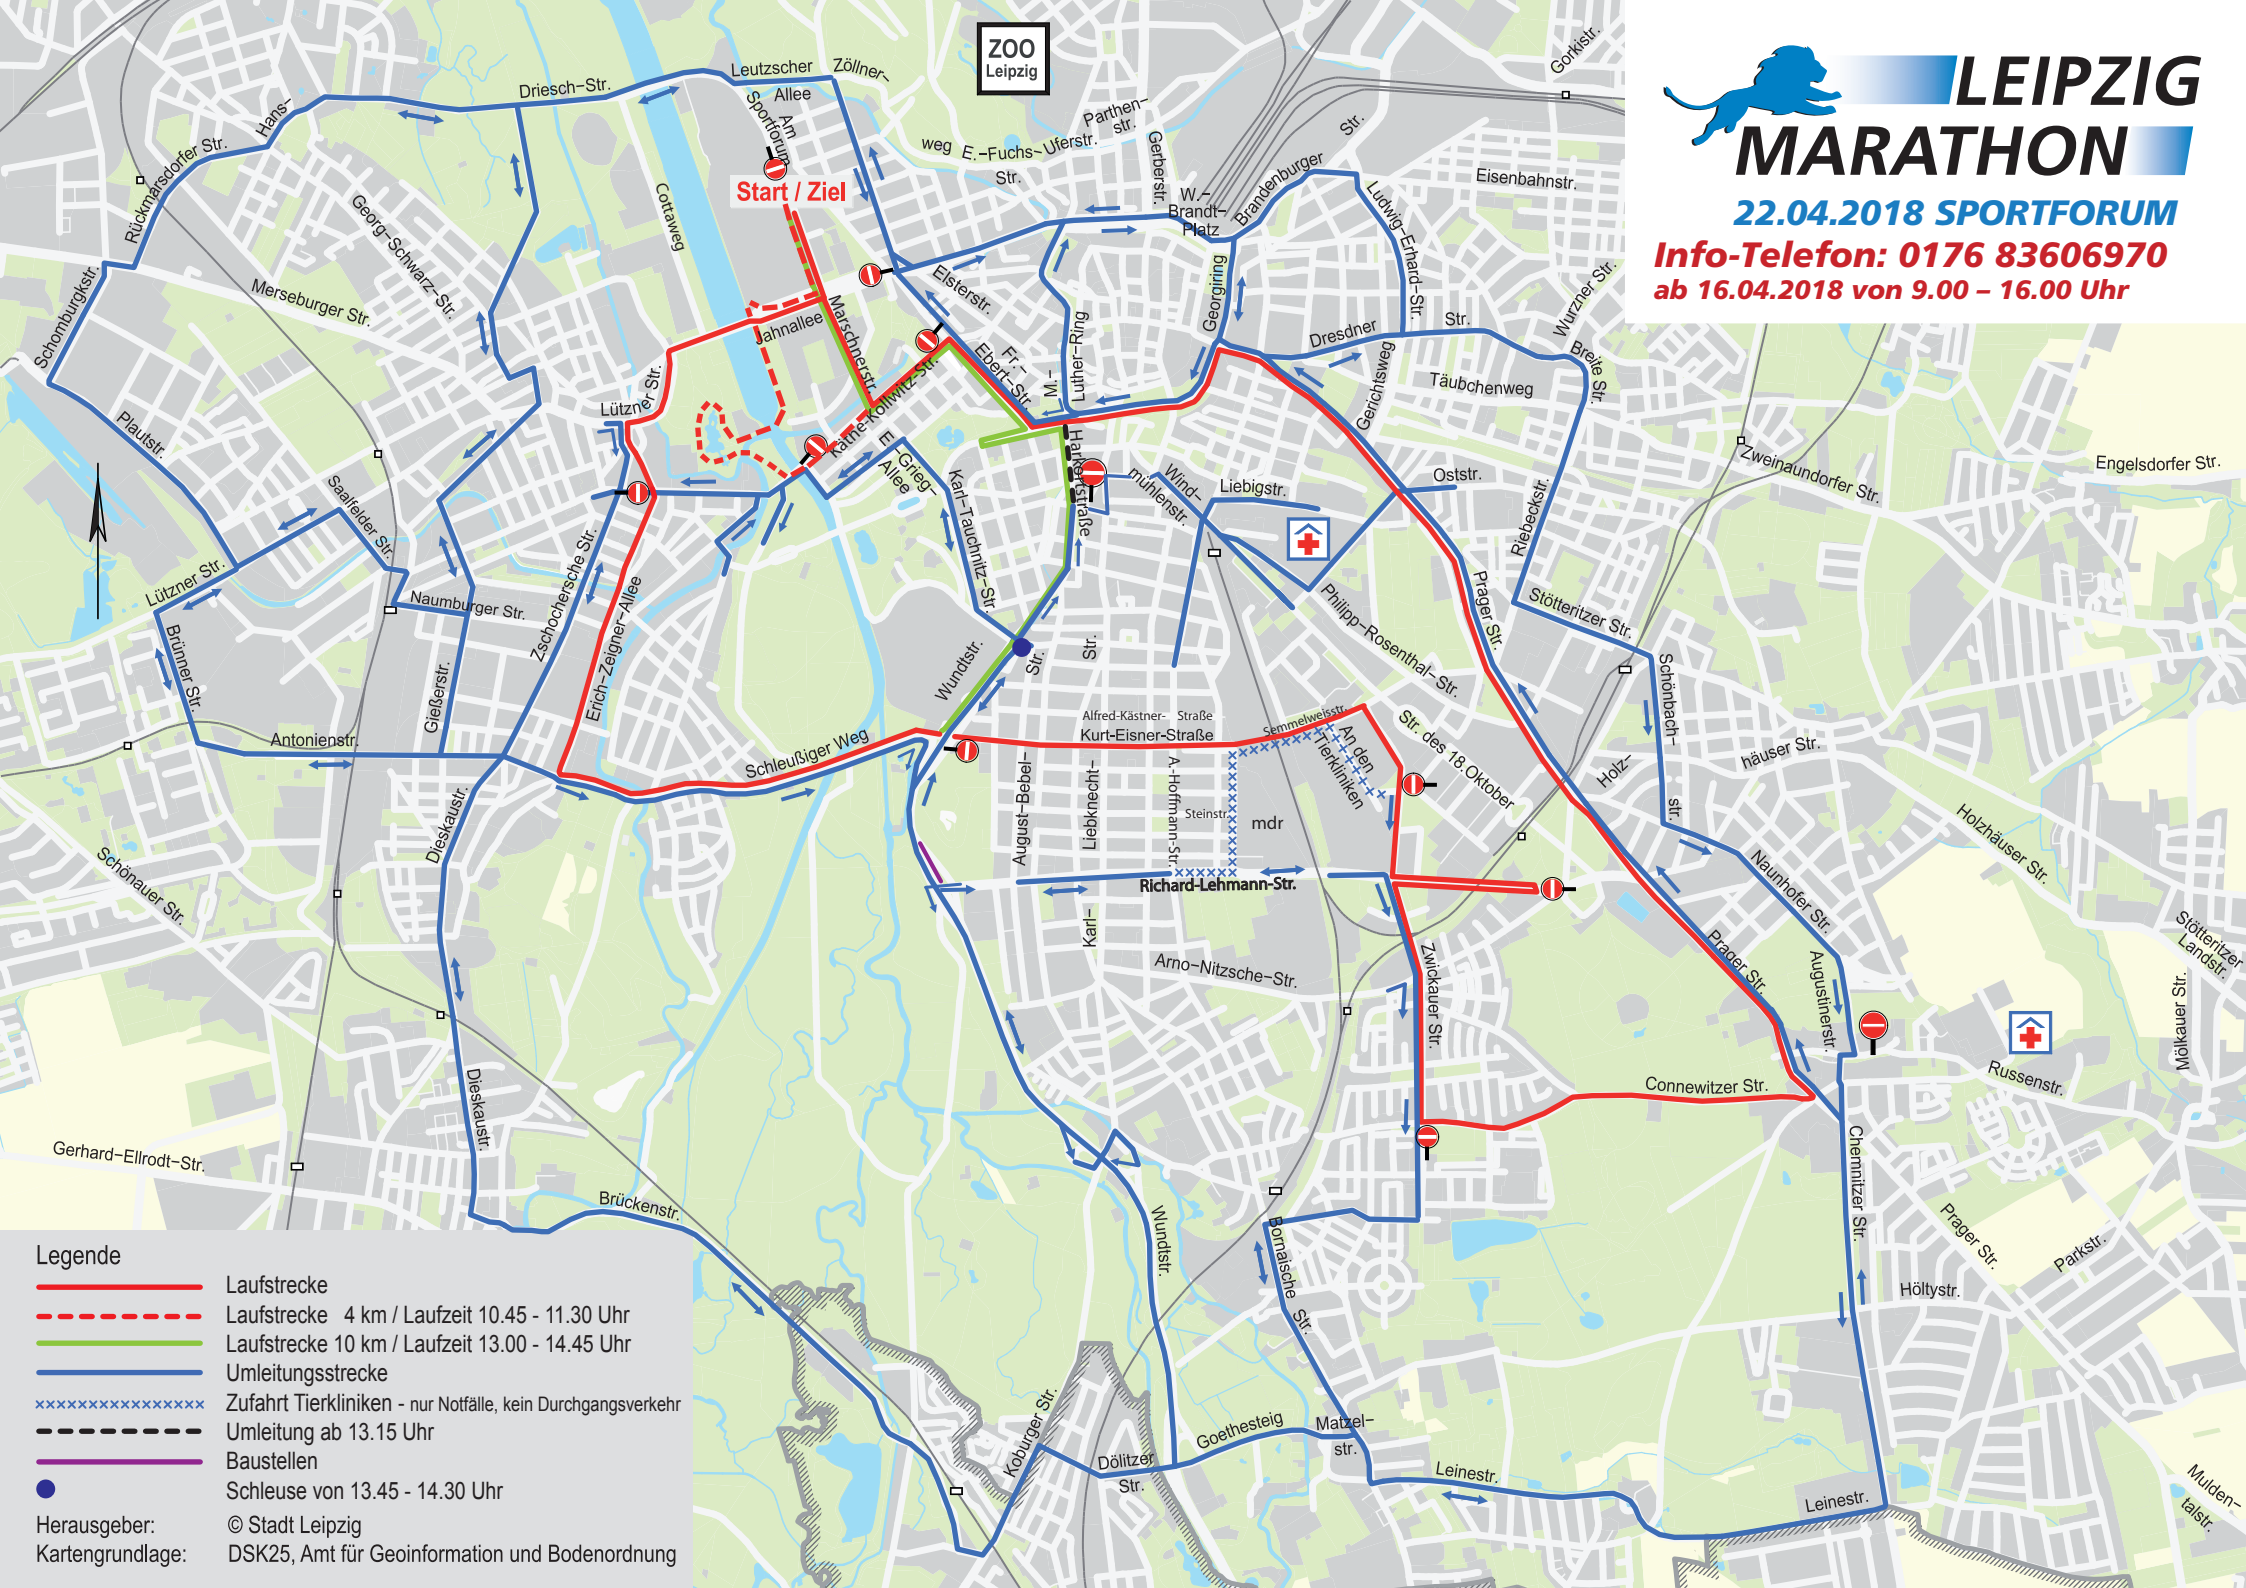 LEIPZIG
MARATHON
22.04.2018 SPORTFORUM
Info-Telefon: 0176 83606970
ab 16.04.2018 von 9.00 – 16.00 Uhr
ZOO
Leipzig
Gorkistr.
Leutzscher
Allee
Zöllner-
weg
Driesch-Str.
Hans-
Am
Sportforum
Parthen-
str.
E.-Fuchs-Uferstr.
Str.
Gerberstr.
Str.
Brandenburger
Eisenbahnstr.
Rückmarsdorfer Str.
Start / Ziel
Cottaweg
W.-
Brandt-
Platz
Ludwig-Erhard-Str.
Georg-Schwarz-Str.
Merseburger Str.
Schomburgkstr.
Elsterstr.
Georgiring
Wurzner Str.
Jahnallee
Marschnerstr.
Fr.-
Ebert-Str.
W.-
Luther-Ring
Dresdner
Str.
Breite Str.
Gerichtsweg
Täubchenweg
Plautstr.
Lützner Str.
Käthe-Kollwitz-Str.
E.-Grieg-
Allee
Karl-Tauchnitz-Str.
Harkortstraße
Wind-
mühlenstr.
Liebigstr.
Oststr.
Zweinaundorfer Str.
Engelsdorfer Str.
Riebeckstr.
Saalfelder Str.
Lützner Str.
Naumburger Str.
Zschochersche Str.
Erich-Zeigner-Allee
Brünner Str.
Gießerstr.
Antonienstr.
Wundtstr.
Str.
Str.
Philipp-Rosenthal-Str.
Prager Str.
Stötteritzer Str.
Schönbach-
str.
Alfred-Kästner- Straße
Kurt-Eisner-Straße
Semmelweisstr.
An den
Tierkliniken
Str. des 18.Oktober
Schleußiger Weg
Holz-
häuser Str.
Holzhäuser Str.
August-Bebel-
Liebknecht-
A.-Hoffmann-Str.
Steinstr.
mdr
Richard-Lehmann-Str.
Karl-
Dieskaustr.
Schönauer Str.
Naunhofer Str.
Stötteritzer
Landstr.
Arno-Nitzsche-Str.
Zwickauer Str.
Prager Str.
Augustinerstr.
Mölkauer Str.
Dieskaustr.
Connewitzer Str.
Russenstr.
Gerhard-Ellrodt-Str.
Brückenstr.
Wundtstr.
Bornaische
Str.
Chemnitzer Str.
Prager Str.
Parkstr.
Höltystr.
Koburger Str.
Goethesteig
Matzel-
str.
Dölitzer
Str.
Leinestr.
Leinestr.
Mulden-
talstr.
Legende
Laufstrecke
Laufstrecke 4 km / Laufzeit 10.45 - 11.30 Uhr
Laufstrecke 10 km / Laufzeit 13.00 - 14.45 Uhr
Umleitungsstrecke
Zufahrt Tierkliniken - nur Notfälle, kein Durchgangsverkehr
Umleitung ab 13.15 Uhr
Baustellen
Schleuse von 13.45 - 14.30 Uhr
Herausgeber: © Stadt Leipzig
Kartengrundlage: DSK25, Amt für Geoinformation und Bodenordnung